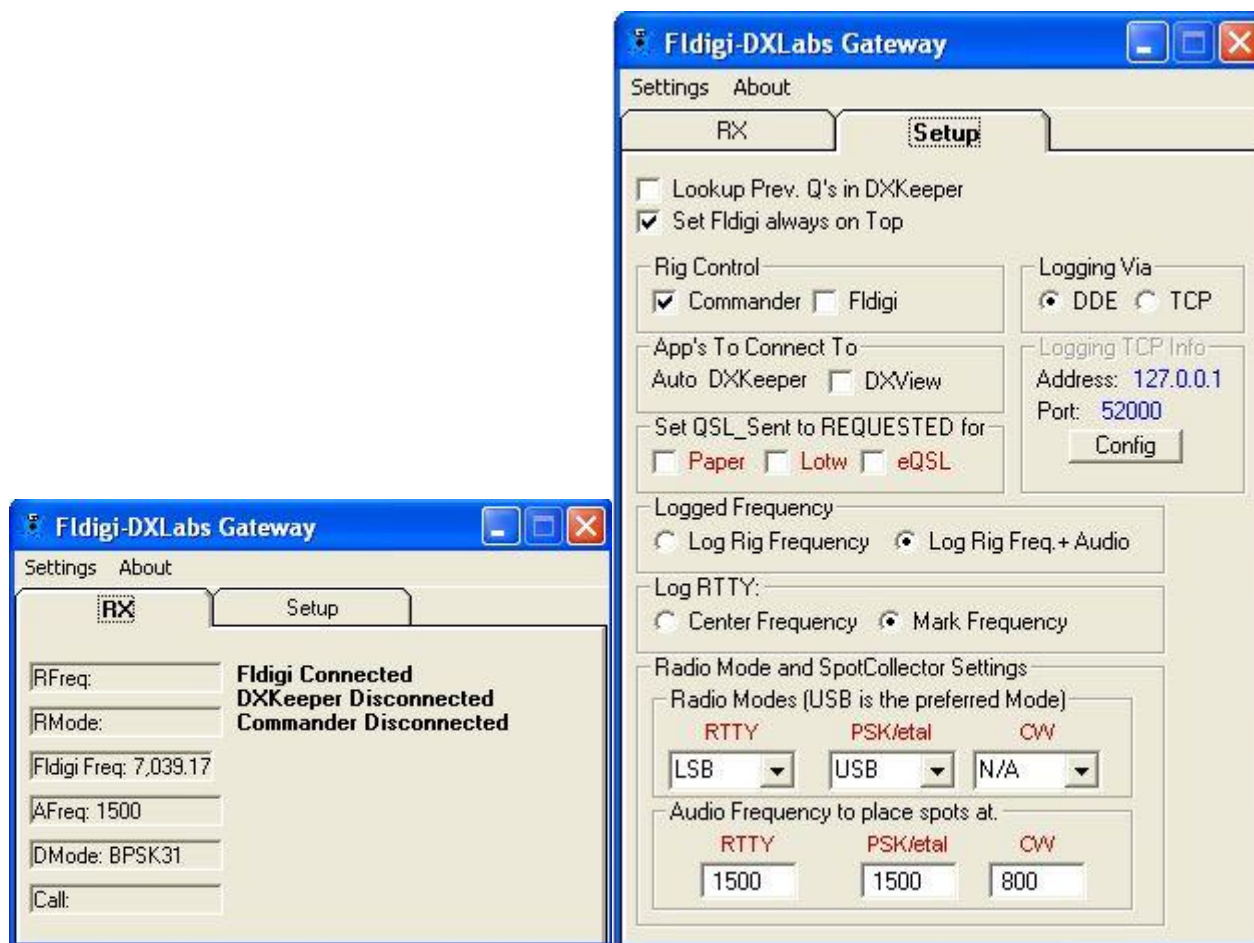 Fldigi-DXLabs Gateway
Settings About
RX Setup
RFreq:
RMode:
Fldigi Freq: 7,039.17
AFreq: 1500
DMode: BPSK31
Call:
Fldigi Connected
DXKeeper Disconnected
Commander Disconnected
Fldigi-DXLabs Gateway
Settings About
RX Setup
Lookup Prev. Q's in DXKeeper
Set Fldigi always on Top
Rig Control
Commander Fldigi
Logging Via
DDE TCP
App's To Connect To
Auto DXKeeper DXView
Logging TCP Info
Address: 127.0.0.1
Port: 52000
Config
Set QSL_Sent to REQUESTED for
Paper Lotw eQSL
Logged Frequency
Log Rig Frequency Log Rig Freq.+ Audio
Log RTTY:
Center Frequency Mark Frequency
Radio Mode and SpotCollector Settings
Radio Modes (USB is the preferred Mode)
RTTY PSK/etal CW
LSB USB N/A
Audio Frequency to place spots at.
RTTY PSK/etal CW
1500 1500 800